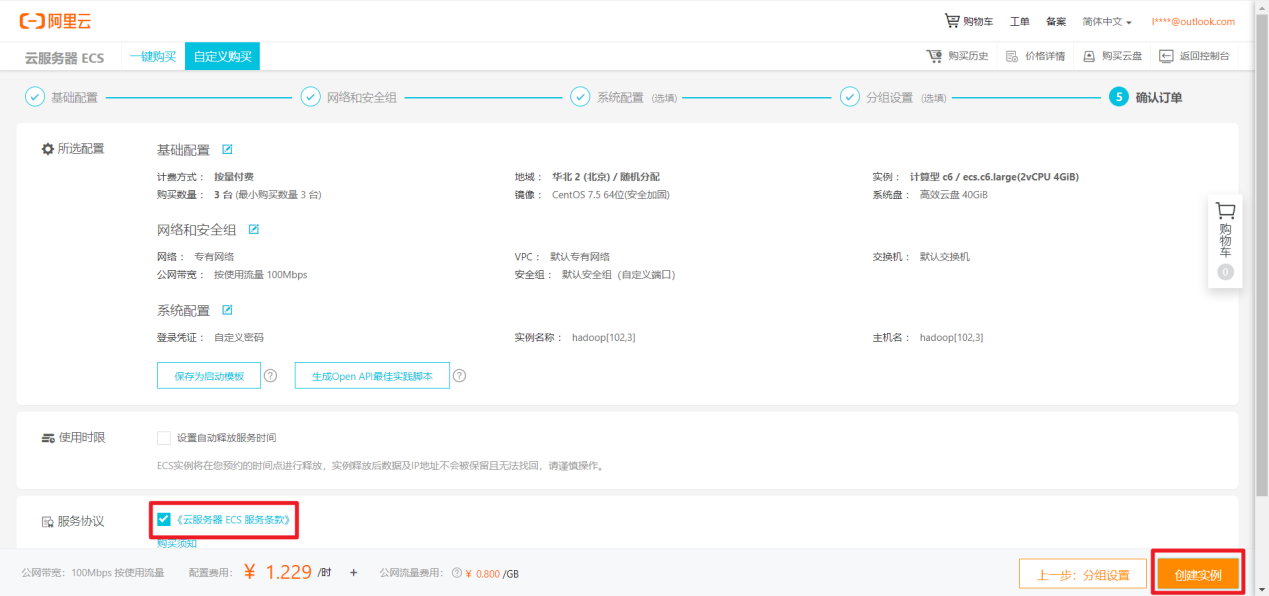 阿里云
购物车 工单 备案 简体中文 l****@outlook.com
云服务器 ECS 一键购买 自定义购买 购买历史 价格详情 购买云盘 返回控制台
基础配置 网络和安全组 系统配置 (选填) 分组设置 (选填) 5 确认订单
所选配置 基础配置
计费方式： 按量付费 地域： 华北 2 (北京) / 随机分配 实例： 计算型 c6 / ecs.c6.large(2vCPU 4GiB)
购买数量： 3 台 (最小购买数量 3 台) 镜像： CentOS 7.5 64位(安全加固) 系统盘： 高效云盘 40GiB
网络和安全组
网络： 专有网络 VPC： 默认专有网络 交换机： 默认交换机
公网带宽： 按使用流量 100Mbps 安全组： 默认安全组（自定义端口）
系统配置
登录凭证： 自定义密码 实例名称： hadoop[102,3] 主机名： hadoop[102,3]
保存为启动模板 ? 生成Open API最佳实践脚本 ?
购物车
0
使用时限 设置自动释放服务时间
ECS实例将在您预约的时间点进行释放，实例释放后数据及IP地址不会被保留且无法找回，请谨慎操作。
服务协议 《云服务器 ECS 服务条款》
购买须知
公网带宽：100Mbps 按使用流量 配置费用： ¥ 1.229 /时 + 公网流量费用： ? ¥ 0.800 /GB 上一步：分组设置 创建实例